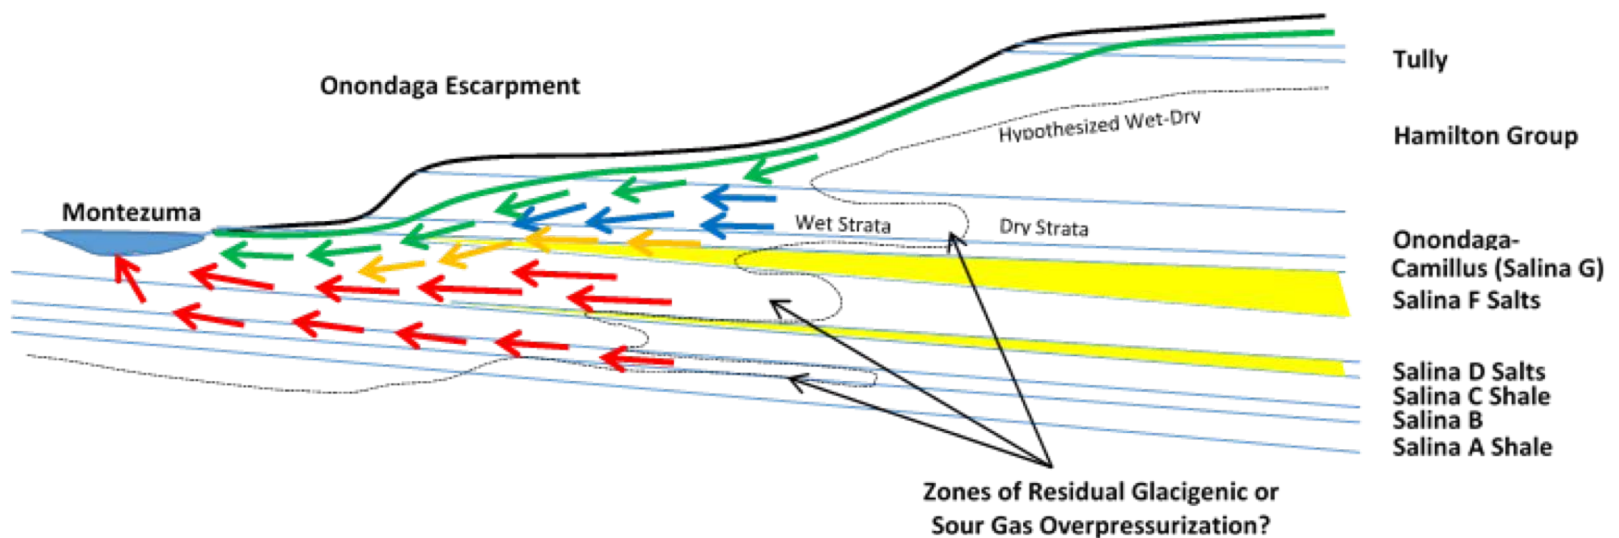 Onondaga Escarpment
Tully
Hypothesized Wet-Dry
Hamilton Group
Montezuma
Wet Strata
Dry Strata
Onondaga-
Camillus (Salina G)
Salina F Salts
Salina D Salts
Salina C Shale
Salina B
Salina A Shale
Zones of Residual Glacigenic or
Sour Gas Overpressurization?